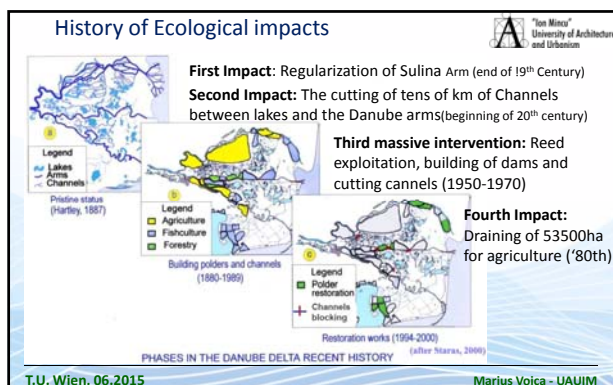 History of Ecological impacts
"Ion Mincu"
University of Architecture
and Urbanism
First Impact: Regularization of Sulina Arm (end of !9th Century)
Second Impact: The cutting of tens of km of Channels
between lakes and the Danube arms(beginning of 20th century)
Third massive intervention: Reed
exploitation, building of dams and
cutting cannels (1950-1970)
Fourth Impact:
Draining of 53500ha
for agriculture ('80th)
a
Legend
Lakes
Arms
Channels
Pristine status
(Hartley, 1887)
b
Legend
Agriculture
Fishculture
Forestry
Building polders and channels
(1880-1989)
c
Legend
Polder
restoration
Channels
blocking
Restoration works (1994-2000)
(after Staras, 2000)
PHASES IN THE DANUBE DELTA RECENT HISTORY
T.U. Wien, 06.2015
Marius Voica - UAUIM